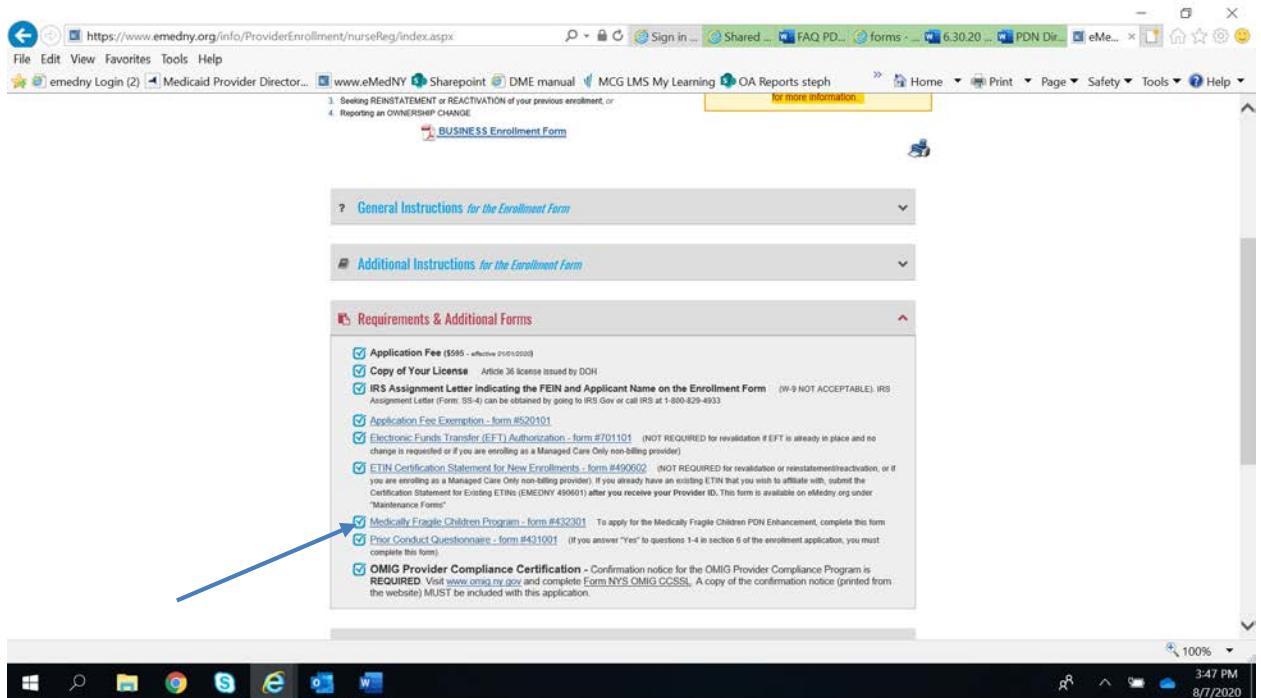 https://www.emedny.org/info/ProviderEnrollment/nurseReg/index.aspx
Sign in ...
Shared ...
FAQ PD...
forms - ...
6.30.20 ...
PDN Dir...
eMe...
File Edit View Favorites Tools Help
emedny Login (2) Medicaid Provider Director... www.eMedNY Sharepoint DME manual MCG LMS My Learning OA Reports steph » Home Print Page Safety Tools Help
3. Seeking REINSTATEMENT or REACTIVATION of your previous enrollment, or
4. Reporting an OWNERSHIP CHANGE
for more information.
BUSINESS Enrollment Form
? General Instructions for the Enrollment Form
Additional Instructions for the Enrollment Form
Requirements & Additional Forms
Application Fee ($595 - effective 01/01/2020)
Copy of Your License Article 36 license issued by DOH
IRS Assignment Letter indicating the FEIN and Applicant Name on the Enrollment Form (W-9 NOT ACCEPTABLE). IRS
Assignment Letter (Form: SS-4) can be obtained by going to IRS.Gov or call IRS at 1-800-829-4933
Application Fee Exemption - form #520101
Electronic Funds Transfer (EFT) Authorization - form #701101 (NOT REQUIRED for revalidation if EFT is already in place and no
change is requested or if you are enrolling as a Managed Care Only non-billing provider)
ETIN Certification Statement for New Enrollments - form #490602 (NOT REQUIRED for revalidation or reinstatement/reactivation, or if
you are enrolling as a Managed Care Only non-billing provider). If you already have an existing ETIN that you wish to affiliate with, submit the
Certification Statement for Existing ETINs (EMEDNY 490601) after you receive your Provider ID. This form is available on eMedny.org under
"Maintenance Forms"
Medically Fragile Children Program - form #432301 To apply for the Medically Fragile Children PDN Enhancement, complete this form
Prior Conduct Questionnaire - form #431001 (If you answer "Yes" to questions 1-4 in section 6 of the enrollment application, you must
complete this form)
OMIG Provider Compliance Certification - Confirmation notice for the OMIG Provider Compliance Program is
REQUIRED. Visit www.omig.ny.gov and complete Form NYS OMIG CCSSL. A copy of the confirmation notice (printed from
the website) MUST be included with this application.
100%
3:47 PM
8/7/2020